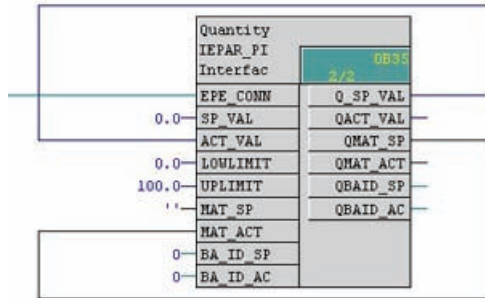 Quantity
IEPAR_PI
Interfac
OB35
2/2
EPE_CONN Q_SP_VAL
0.0 SP_VAL QACT_VAL
ACT_VAL QMAT_SP
0.0 LOWLIMIT QMAT_ACT
100.0 UPLIMIT QBAID_SP
'' MAT_SP QBAID_AC
MAT_ACT
0 BA_ID_SP
0 BA_ID_AC